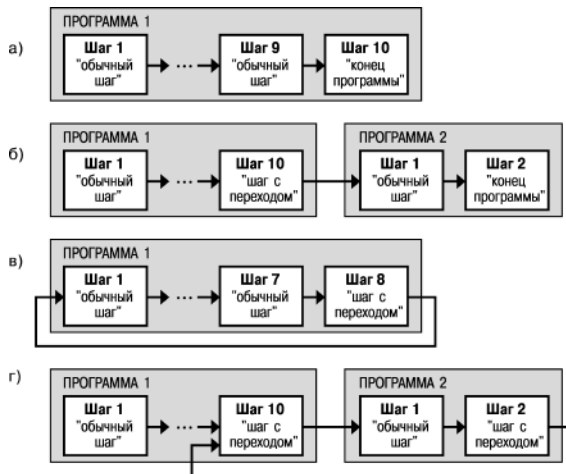 ПРОГРАММА 1
а)
Шаг 1 Шаг 9 Шаг 10
"обычный "обычный "конец
шаг" ... шаг" программы"
ПРОГРАММА 1 ПРОГРАММА 2
б)
Шаг 1 Шаг 10 Шаг 1 Шаг 2
"обычный "шаг с "обычный "конец
шаг" ... переходом" шаг" программы"
в)
ПРОГРАММА 1
Шаг 1 Шаг 7 Шаг 8
"обычный "обычный "шаг с
шаг" ... шаг" переходом"
г)
ПРОГРАММА 1 ПРОГРАММА 2
Шаг 1 Шаг 10 Шаг 1 Шаг 2
"обычный "шаг с "обычный "шаг с
шаг" ... переходом" шаг" переходом"